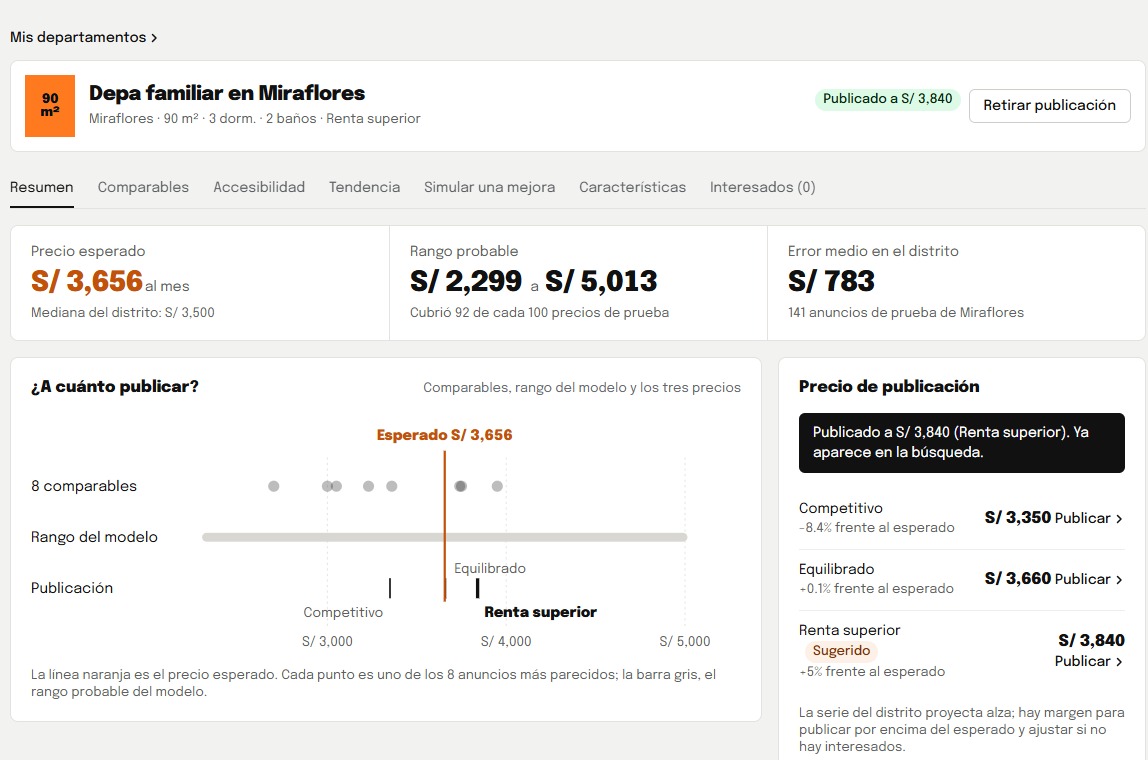 Mis departamentos >
90
m²
Depa familiar en Miraflores
Miraflores · 90 m² · 3 dorm. · 2 baños · Renta superior
Publicado a S/ 3,840
Retirar publicación
Resumen
Comparables
Accesibilidad
Tendencia
Simular una mejora
Características
Interesados (0)
Precio esperado
S/ 3,656 al mes
Mediana del distrito: S/ 3,500
Rango probable
S/ 2,299 a S/ 5,013
Cubrió 92 de cada 100 precios de prueba
Error medio en el distrito
S/ 783
141 anuncios de prueba de Miraflores
¿A cuánto publicar?
Comparables, rango del modelo y los tres precios
Esperado S/ 3,656
8 comparables
Rango del modelo
Equilibrado
Publicación
Competitivo
Renta superior
S/ 3,000
S/ 4,000
S/ 5,000
La línea naranja es el precio esperado. Cada punto es uno de los 8 anuncios más parecidos; la barra gris, el
rango probable del modelo.
Precio de publicación
Publicado a S/ 3,840 (Renta superior). Ya
aparece en la búsqueda.
Competitivo
-8.4% frente al esperado
S/ 3,350 Publicar >
Equilibrado
+0.1% frente al esperado
S/ 3,660 Publicar >
Renta superior
Sugerido
+5% frente al esperado
S/ 3,840
Publicar >
La serie del distrito proyecta alza; hay margen para
publicar por encima del esperado y ajustar si no
hay interesados.